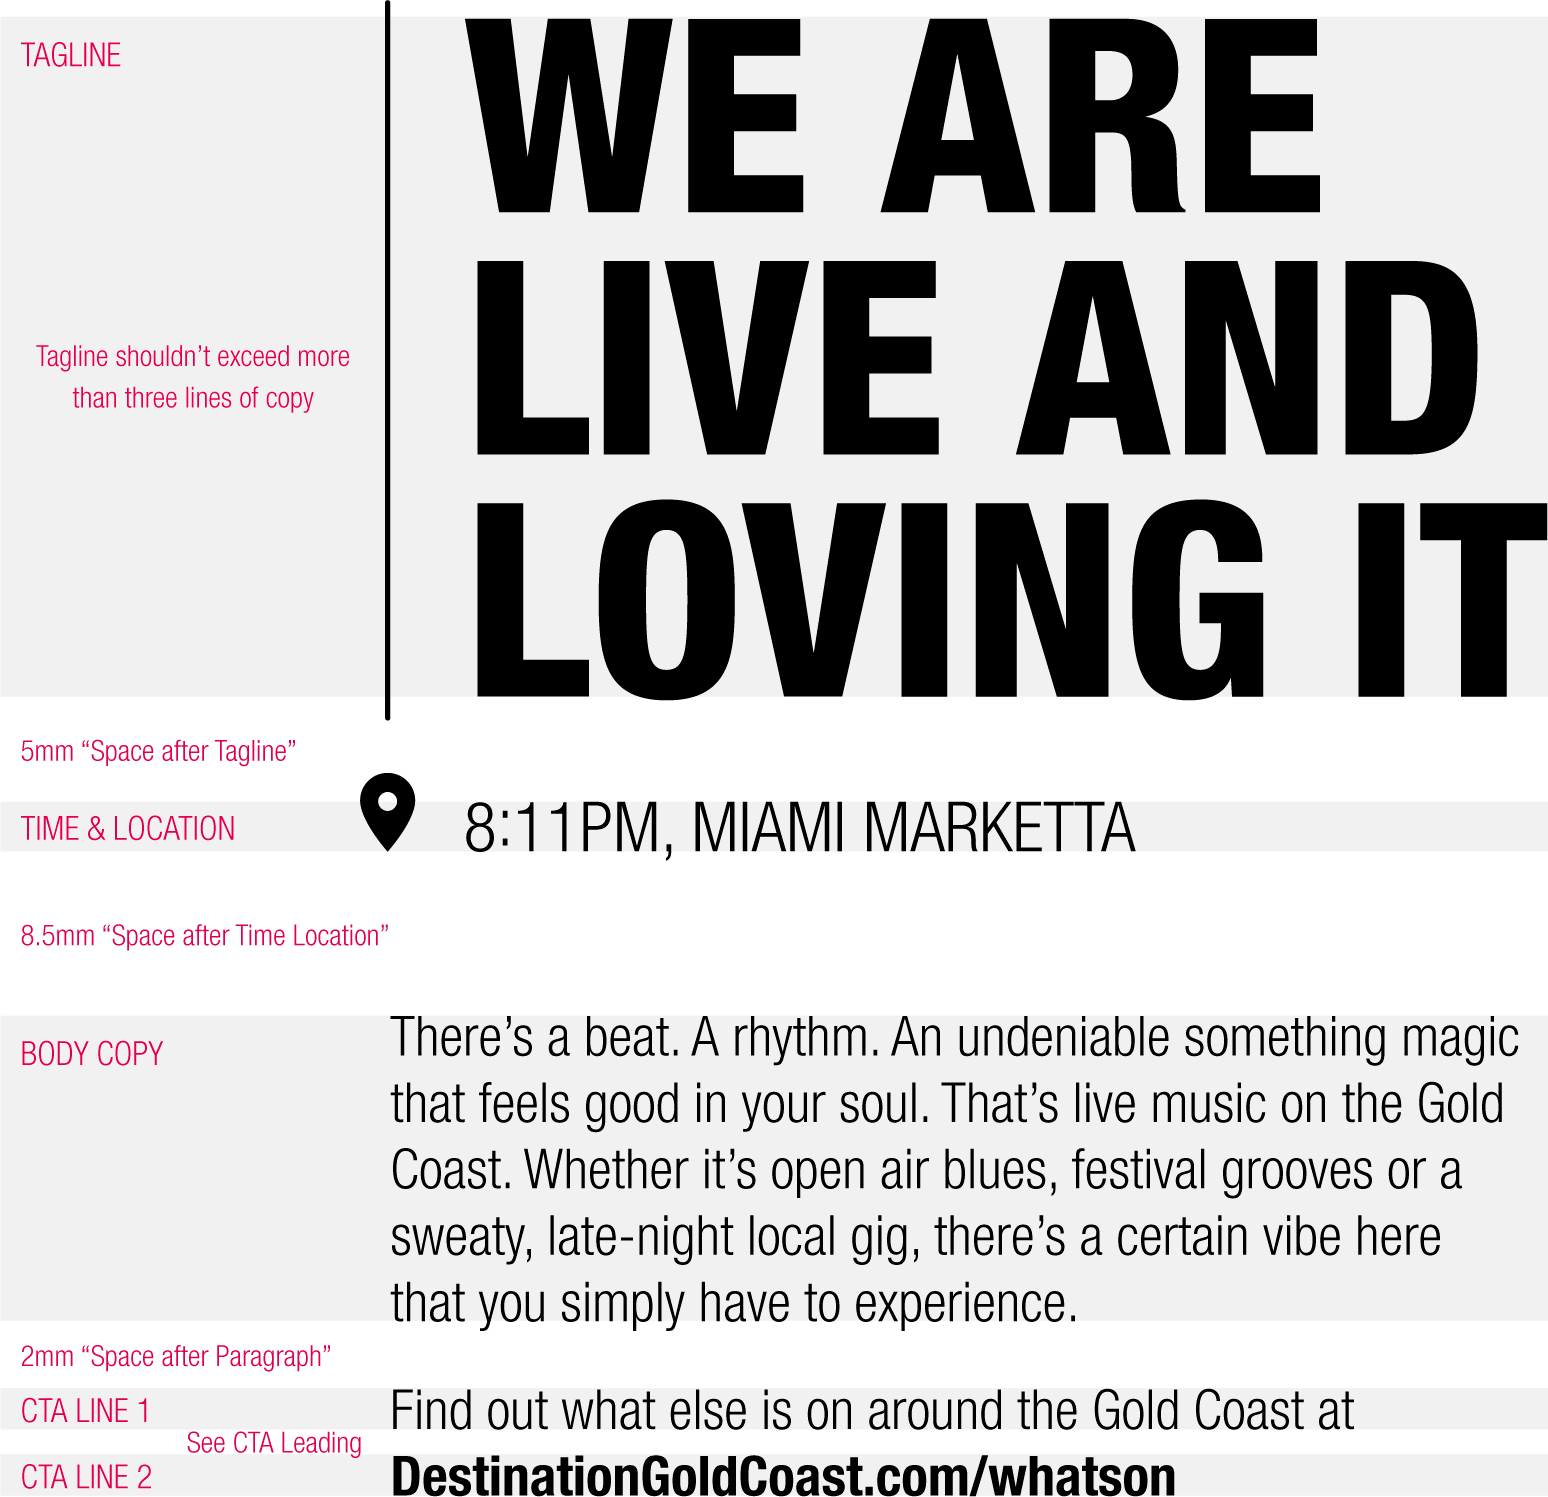 TAGLINE
WE ARE
LIVE AND
LOVING IT
Tagline shouldn’t exceed more
than three lines of copy
5mm “Space after Tagline”
TIME & LOCATION
8:11PM, MIAMI MARKETTA
8.5mm “Space after Time Location”
BODY COPY
There’s a beat. A rhythm. An undeniable something magic
that feels good in your soul. That’s live music on the Gold
Coast. Whether it’s open air blues, festival grooves or a
sweaty, late-night local gig, there’s a certain vibe here
that you simply have to experience.
2mm “Space after Paragraph”
CTA LINE 1
Find out what else is on around the Gold Coast at
See CTA Leading
CTA LINE 2
DestinationGoldCoast.com/whatson